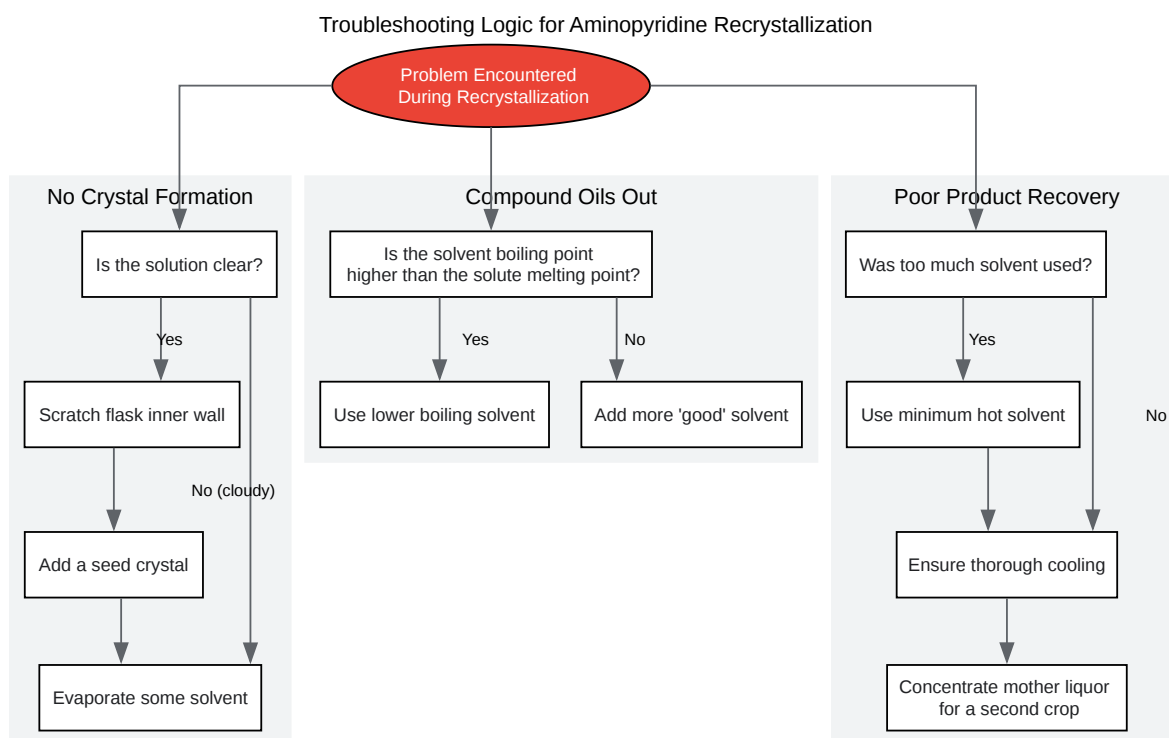 Troubleshooting Logic for Aminopyridine Recrystallization
Problem Encountered
During Recrystallization
No Crystal Formation
Is the solution clear?
Yes
Scratch flask inner wall
No (cloudy)
Add a seed crystal
Evaporate some solvent
Compound Oils Out
Is the solvent boiling point
higher than the solute melting point?
Yes
No
Use lower boiling solvent
Add more 'good' solvent
Poor Product Recovery
Was too much solvent used?
Yes
Use minimum hot solvent
No
Ensure thorough cooling
Concentrate mother liquor
for a second crop